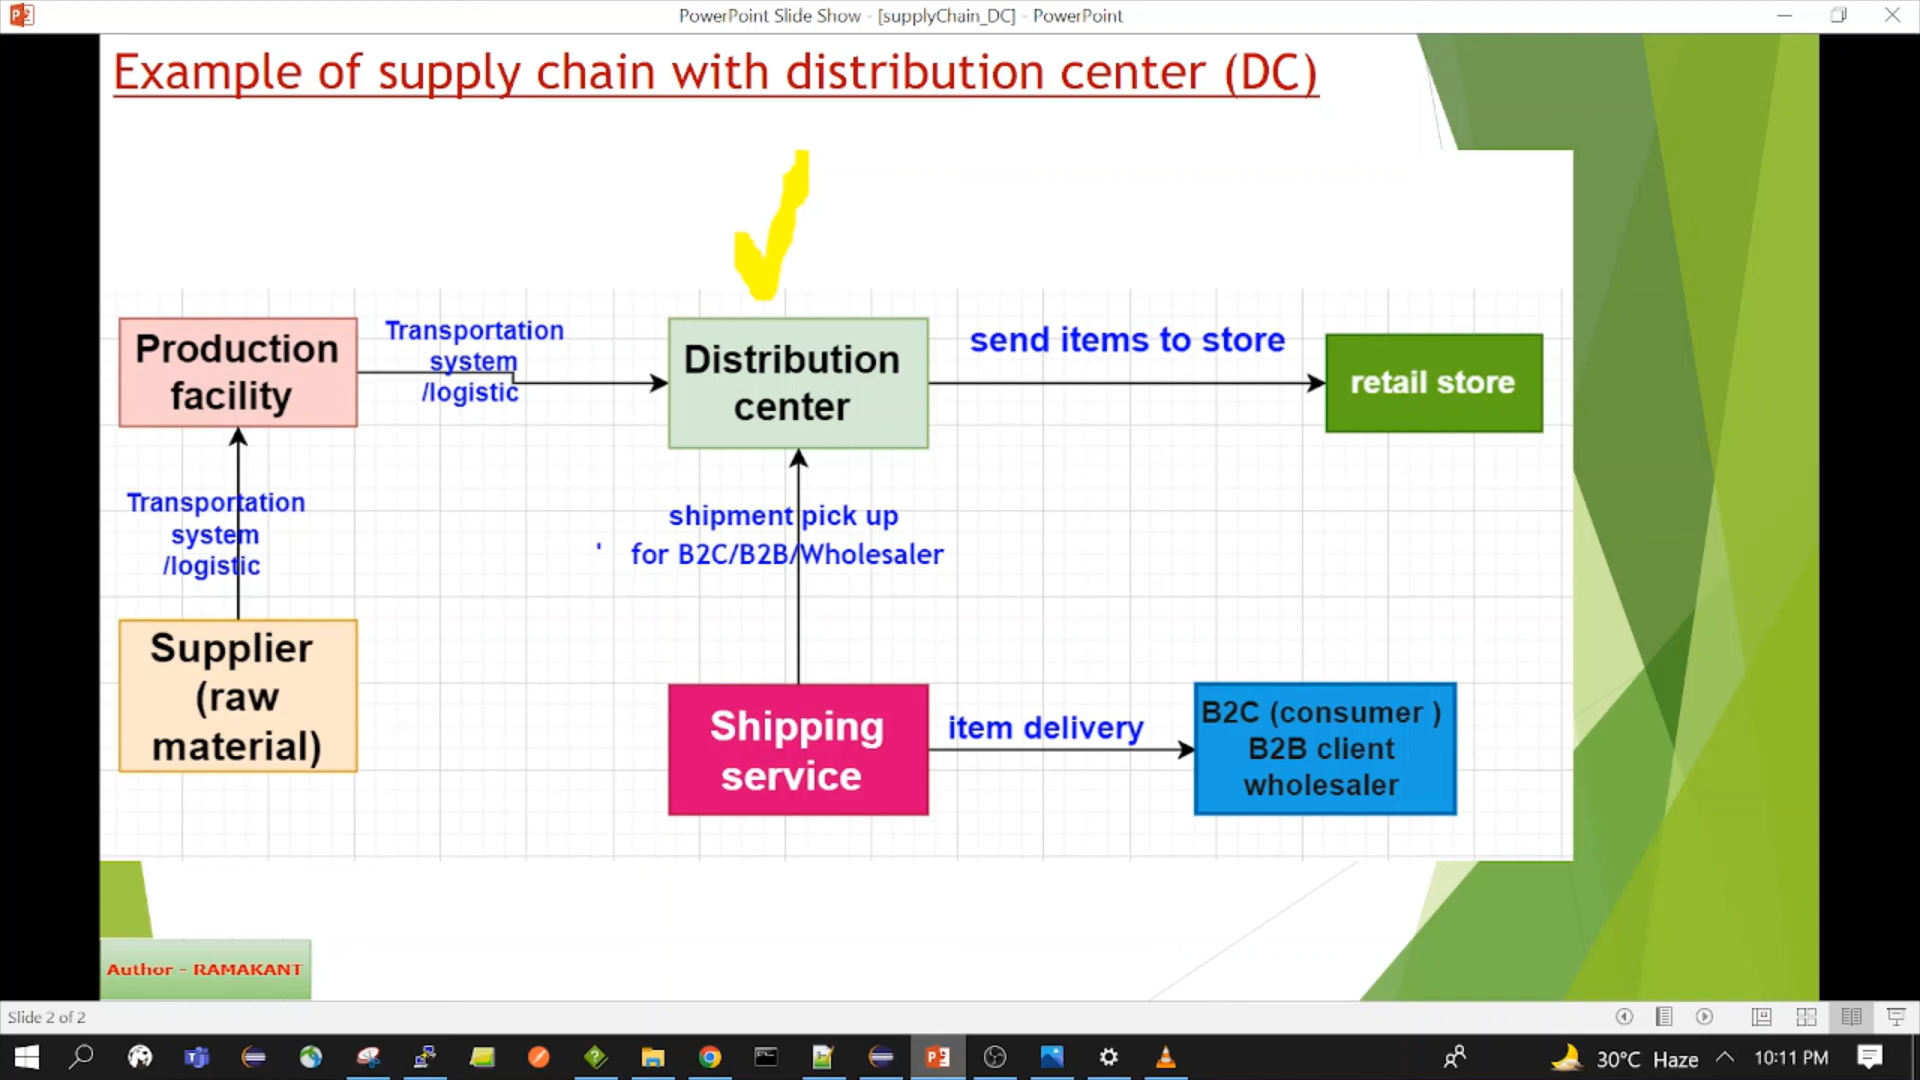 PowerPoint Slide Show - [supplyChain_DC] - PowerPoint
Example of supply chain with distribution center (DC)
Production
facility
Transportation
system
/logistic
Distribution
center
send items to store
retail store
Transportation
system
/logistic
shipment pick up
' for B2C/B2B/Wholesaler
Supplier
(raw
material)
Shipping
service
item delivery
B2C (consumer )
B2B client
wholesaler
Author - RAMAKANT
Slide 2 of 2
30°C Haze
10:11 PM